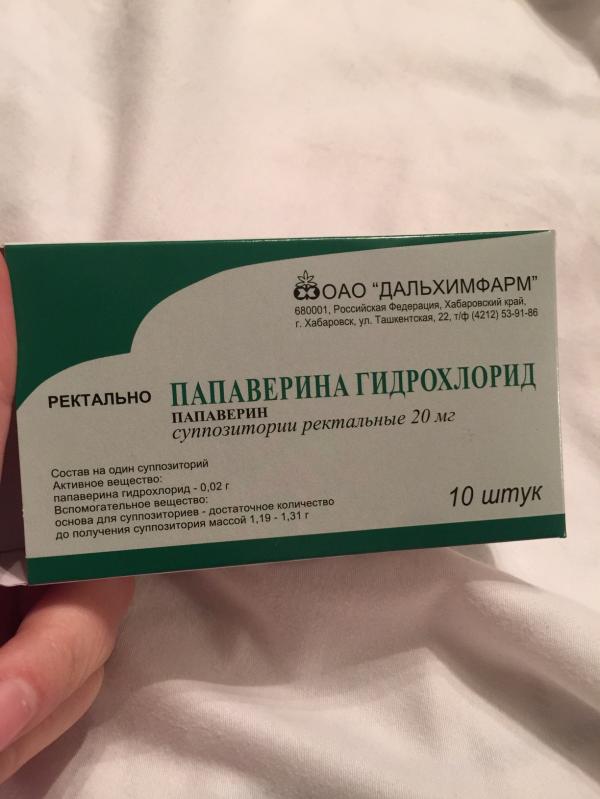 ОАО "ДАЛЬХИМФАРМ"
680001, Российская Федерация, Хабаровский край,
г. Хабаровск, ул. Ташкентская, 22, т/ф (4212) 53-91-86
РЕКТАЛЬНО ПАПАВЕРИНА ГИДРОХЛОРИД
ПАПАВЕРИН
суппозитории ректальные 20 мг
Состав на один суппозиторий
Активное вещество:
папаверина гидрохлорид - 0,02 г
Вспомогательное вещество:
основа для суппозиториев - достаточное количество
до получения суппозитория массой 1,19 - 1,31 г
10 штук